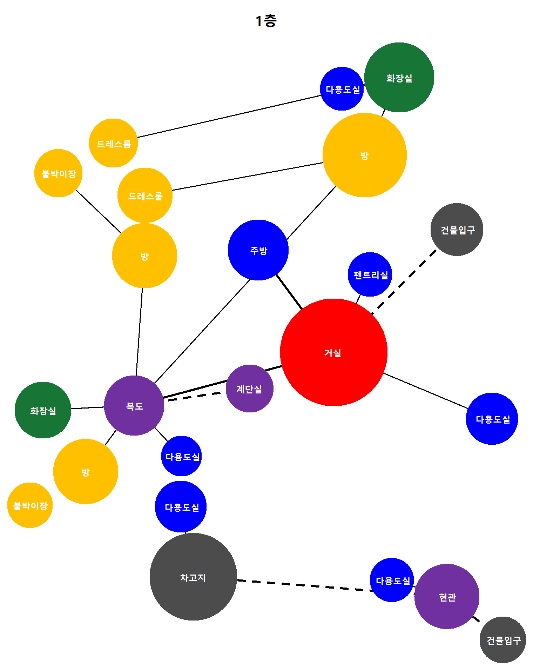 1층
화장실
다용도실
드레스룸
방
붙박이장
드레스룸
건물입구
주방
방
펜트리실
거실
계단실
복도
화장실
다용도실
다용도실
방
붙박이장
다용도실
차고지
다용도실
현관
건물입구